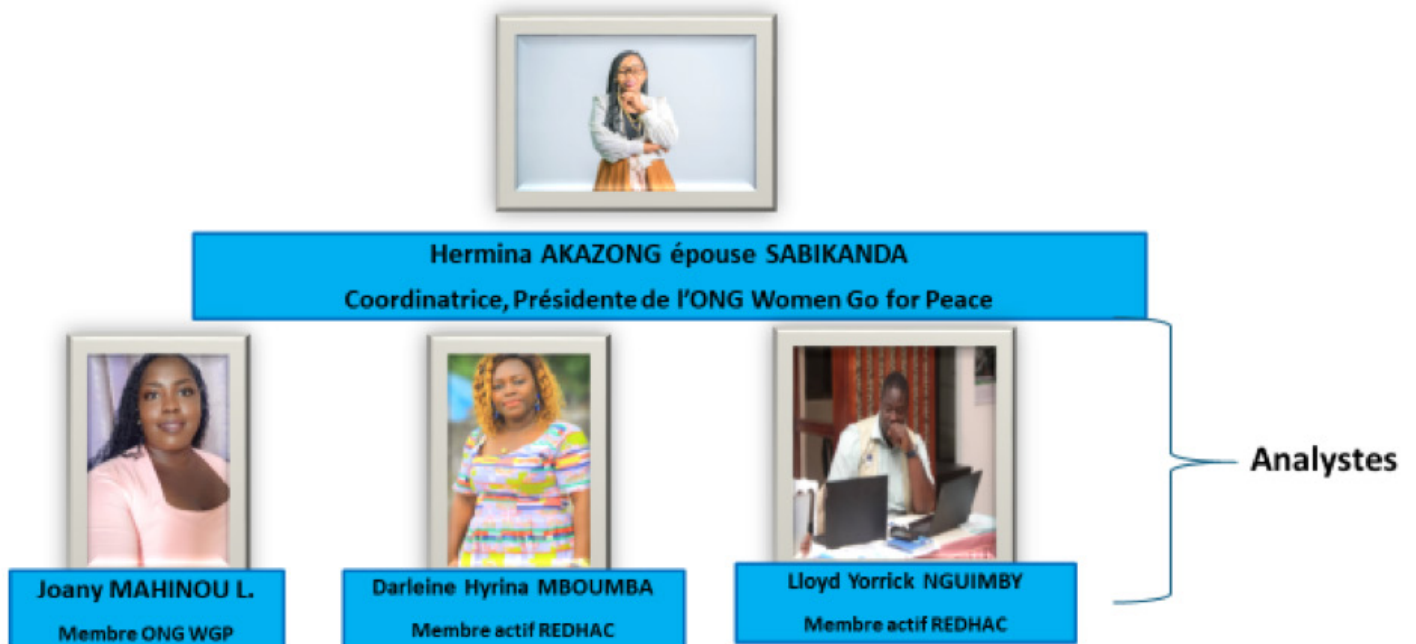 Hermina AKAZONG épouse SABIKANDA
Coordinatrice, Présidente de l'ONG Women Go for Peace
Analystes
Joany MAHINOU L.
Membre ONG WGP
Darleine Hyrina MBOUMBA
Membre actif REDHAC
Lloyd Yorrick NGUIMBY
Membre actif REDHAC